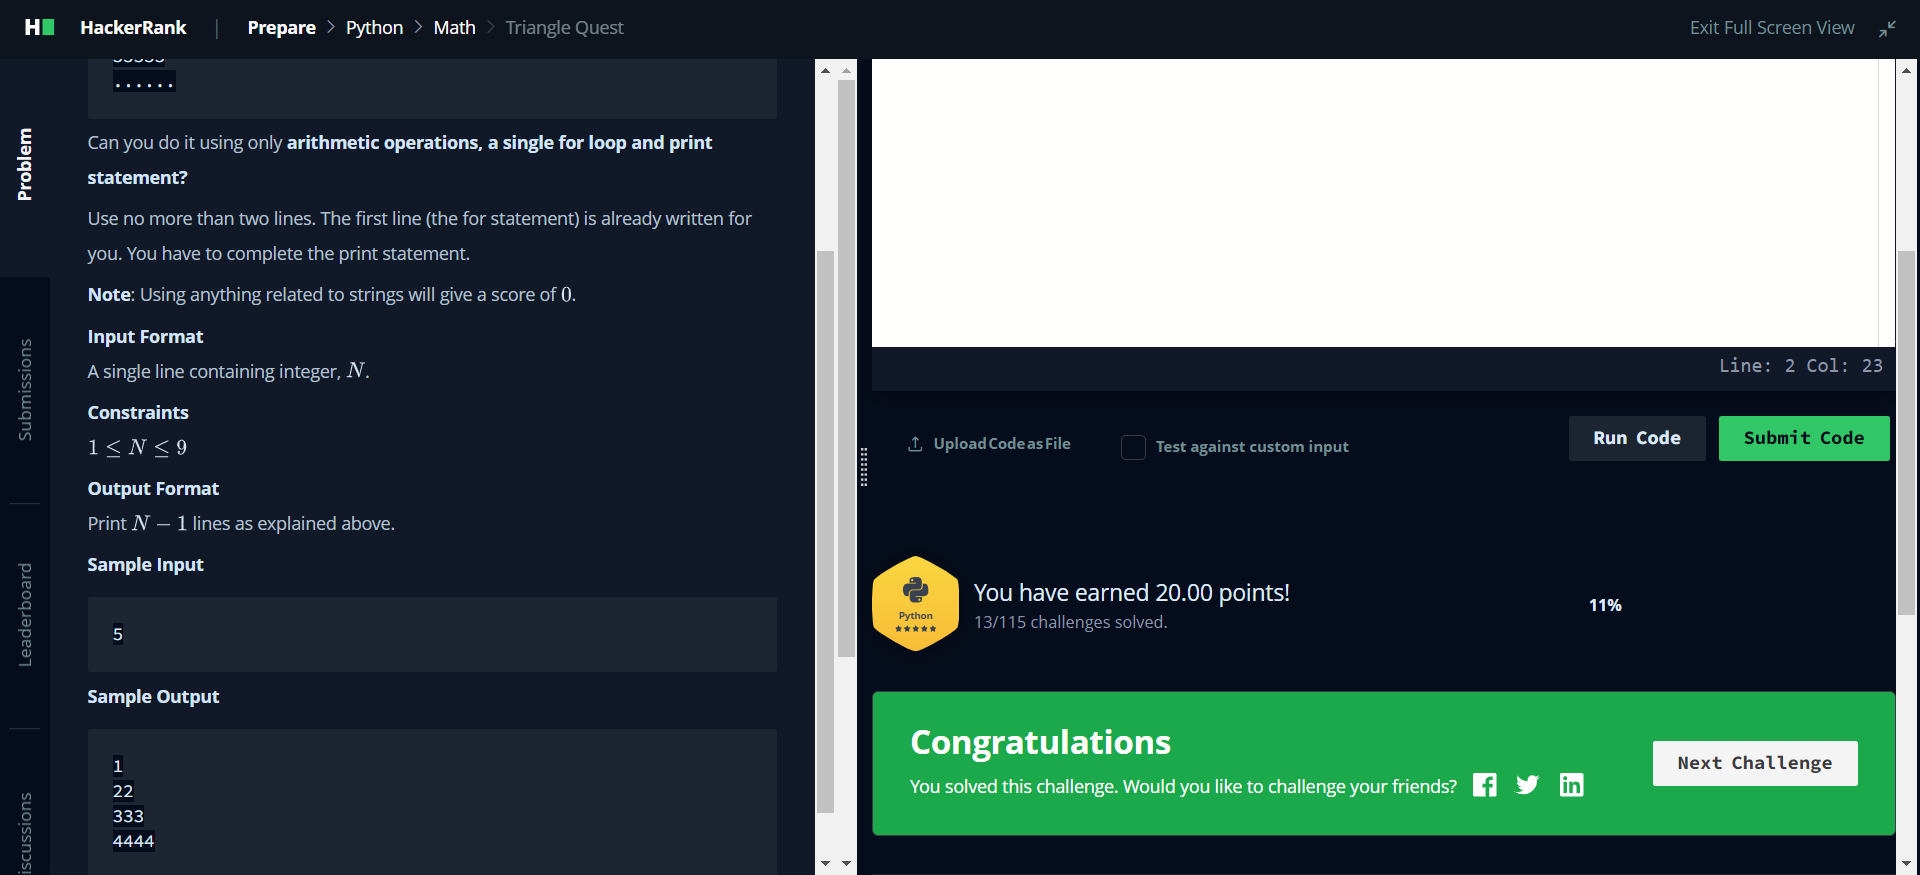 HackerRank
Prepare
Python
Math
Triangle Quest
Exit Full Screen View
Problem
Submissions
Leaderboard
......
Can you do it using only arithmetic operations, a single for loop and print
statement?
Use no more than two lines. The first line (the for statement) is already written for
you. You have to complete the print statement.
Note: Using anything related to strings will give a score of 0.
Input Format
A single line containing integer, N.
Constraints
1 ≤ N ≤ 9
Output Format
Print N − 1 lines as explained above.
Sample Input
5
Sample Output
1
22
333
4444
Line: 2 Col: 23
Upload Code as File
Test against custom input
Run Code
Submit Code
Python
You have earned 20.00 points!
13/115 challenges solved.
11%
Congratulations
You solved this challenge. Would you like to challenge your friends?
Next Challenge